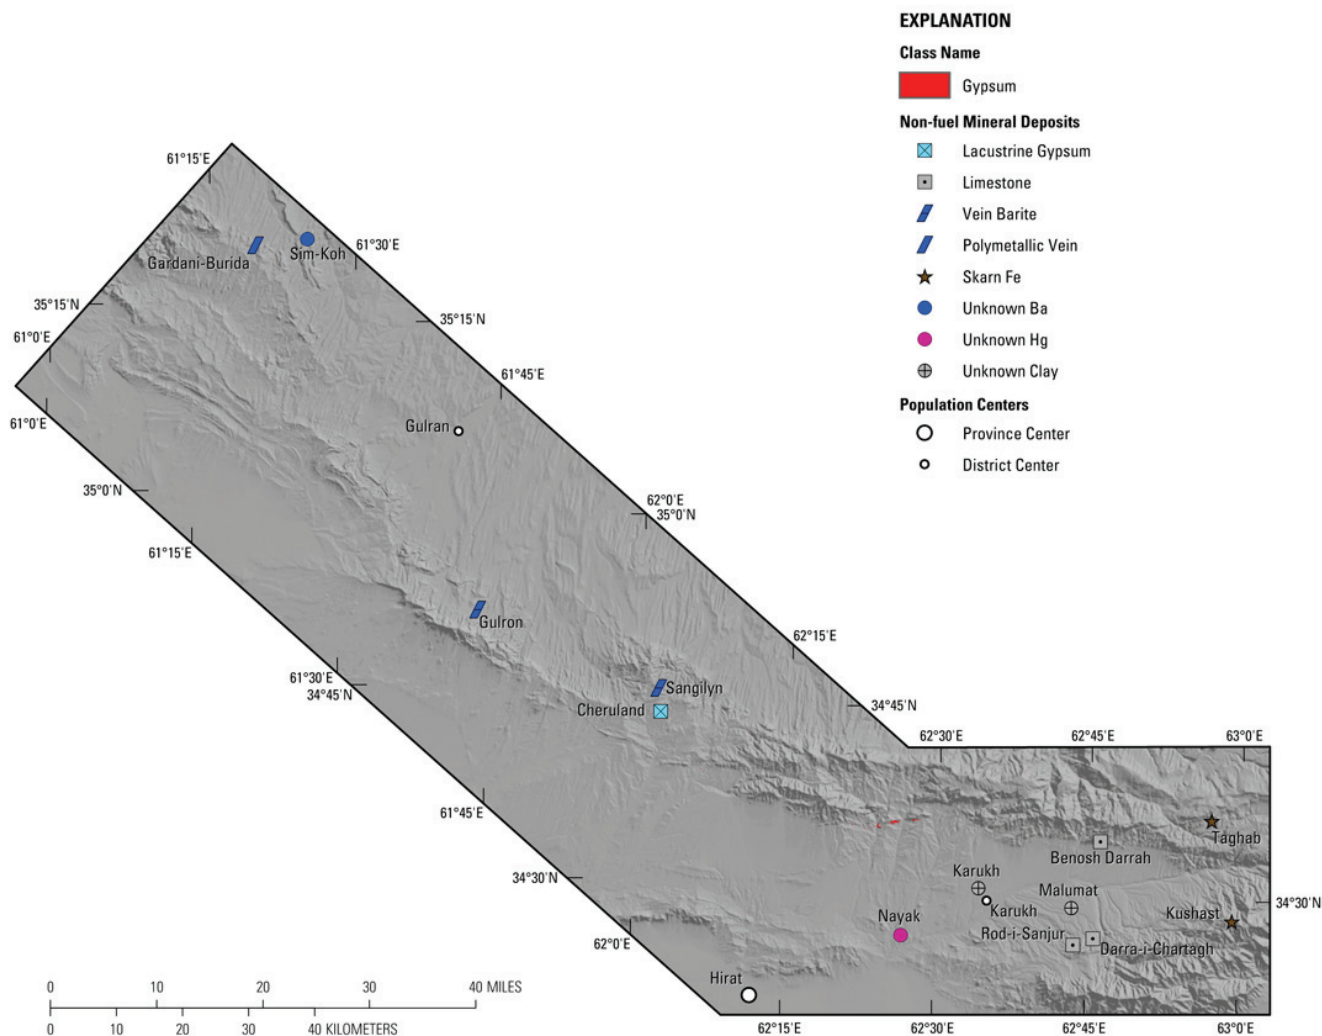 EXPLANATION
Class Name
Gypsum
Non-fuel Mineral Deposits
Lacustrine Gypsum
Limestone
Vein Barite
Polymetallic Vein
Skarn Fe
Unknown Ba
Unknown Hg
Unknown Clay
Population Centers
Province Center
District Center
61°15'E
61°30'E
Sim-Koh
Gardani-Burida
35°15'N
35°15'N
61°0'E
61°45'E
61°0'E
Gulran
35°0'N
62°0'E
35°0'N
61°15'E
Gulron
62°15'E
61°30'E
34°45'N
Sangilyn
Cheruland
34°45'N
62°30'E
62°45'E
63°0'E
61°45'E
Taghab
Benosh Darrah
34°30'N
Karukh
Malumat
Karukh
34°30'N
Kushast
Nayak
Rod-i-Sanjur
Darra-i-Chartagh
62°0'E
Hirat
62°15'E
62°30'E
62°45'E
63°0'E
0 10 20 30 40 MILES
0 10 20 30 40 KILOMETERS